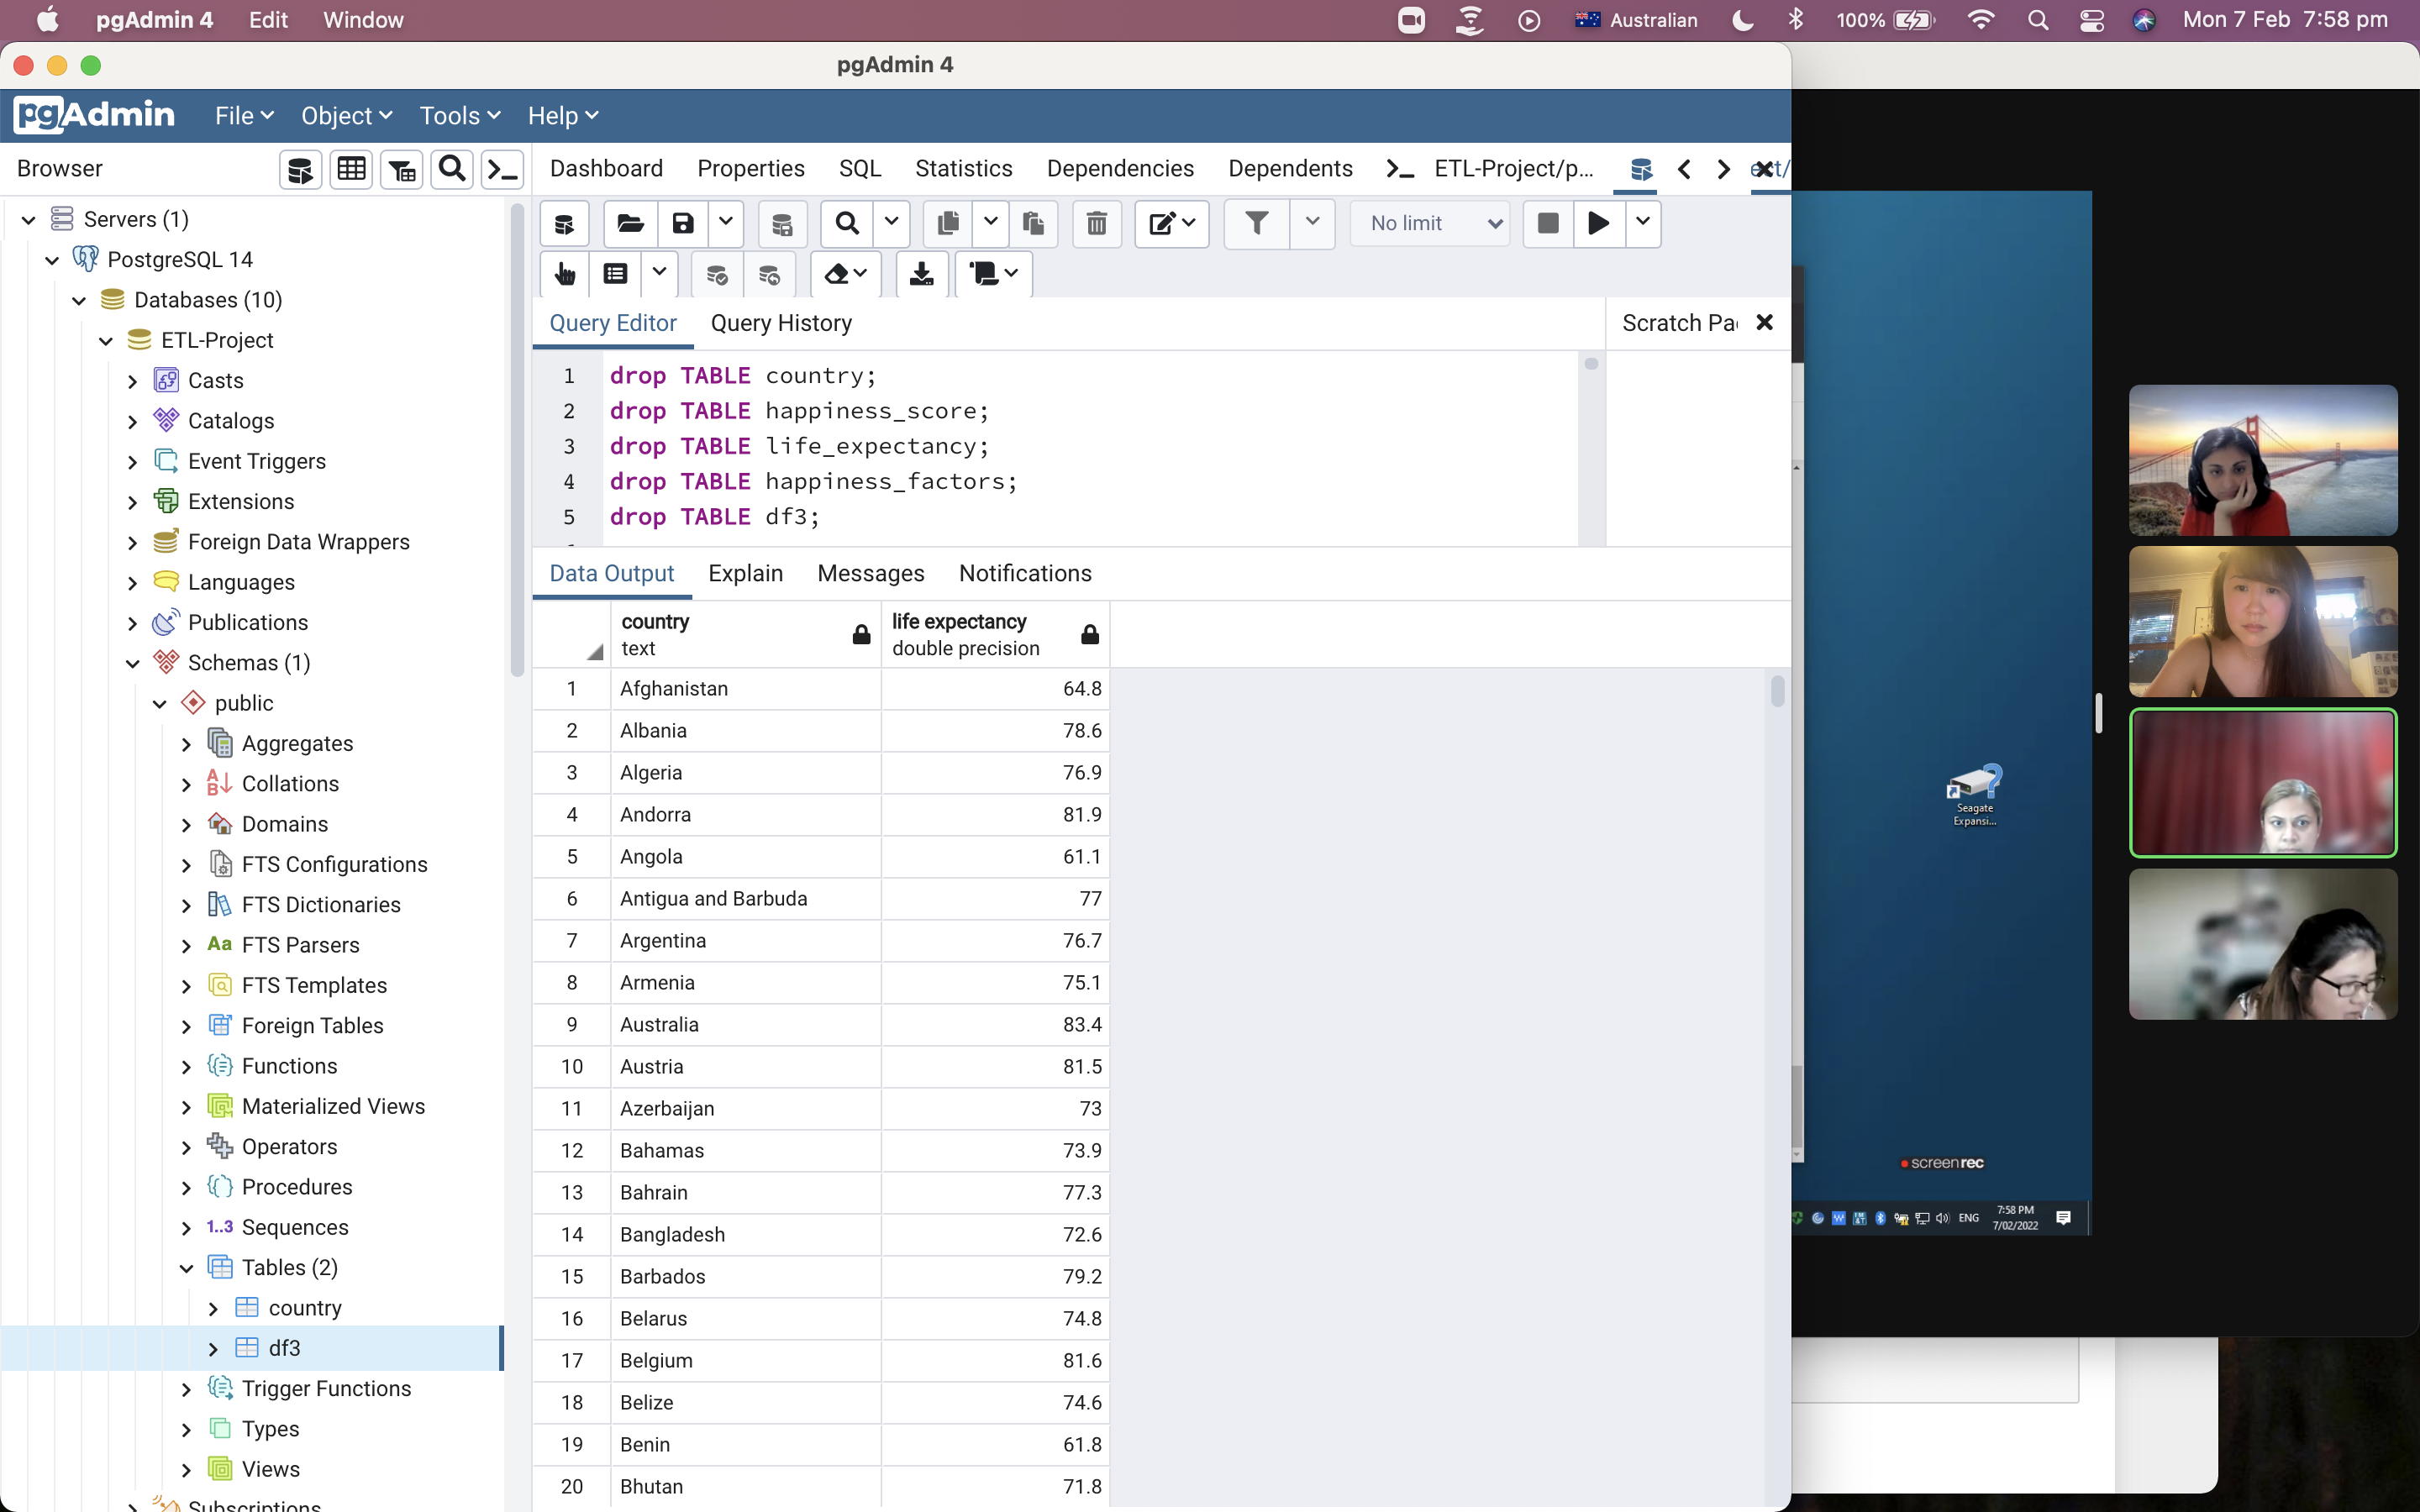 pgAdmin 4 Edit Window Australian 100% Mon 7 Feb 7:58 pm
pgAdmin 4
pgAdmin File Object Tools Help
Browser
Dashboard Properties SQL Statistics Dependencies Dependents ETL-Project/p... ect/
No limit
Servers (1)
PostgreSQL 14
Databases (10)
ETL-Project
Casts
Catalogs
Event Triggers
Extensions
Foreign Data Wrappers
Languages
Publications
Schemas (1)
public
Aggregates
Collations
Domains
FTS Configurations
FTS Dictionaries
Aa FTS Parsers
FTS Templates
Foreign Tables
Functions
Materialized Views
Operators
Procedures
1..3 Sequences
Tables (2)
country
df3
Trigger Functions
Types
Views
Subscriptions
Query Editor Query History
Scratch Pa
1 drop TABLE country;
2 drop TABLE happiness_score;
3 drop TABLE life_expectancy;
4 drop TABLE happiness_factors;
5 drop TABLE df3;
Data Output Explain Messages Notifications
country life expectancy
text double precision
1 Afghanistan 64.8
2 Albania 78.6
3 Algeria 76.9
4 Andorra 81.9
5 Angola 61.1
6 Antigua and Barbuda 77
7 Argentina 76.7
8 Armenia 75.1
9 Australia 83.4
10 Austria 81.5
11 Azerbaijan 73
12 Bahamas 73.9
13 Bahrain 77.3
14 Bangladesh 72.6
15 Barbados 79.2
16 Belarus 74.8
17 Belgium 81.6
18 Belize 74.6
19 Benin 61.8
20 Bhutan 71.8
Seagate
Expansi...
screenrec
ENG
7:58 PM
7/02/2022